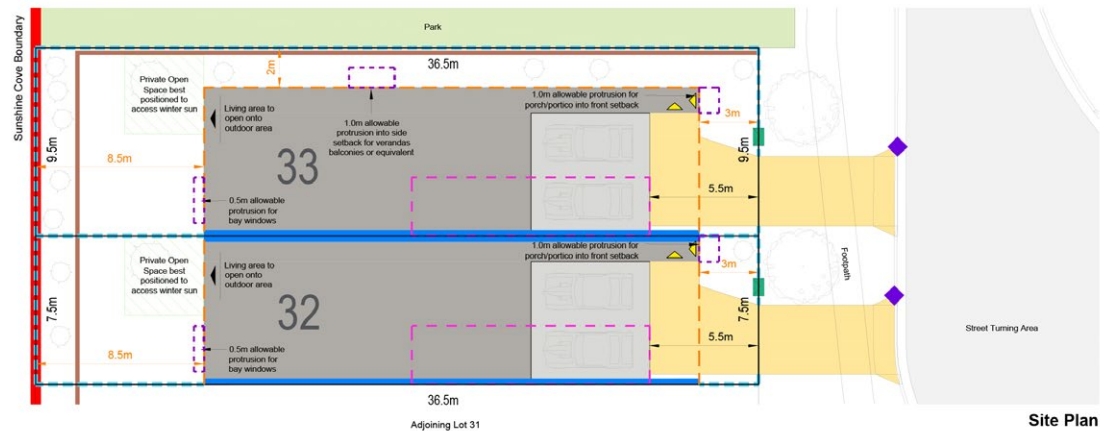 Park
Sunshine Cove Boundary
36.5m
2m
Private Open
Space best
positioned to
access winter sun
Living area to
open onto
outdoor area
1.0m allowable
protrusion into side
setback for verandas
balconies or equivalent
1.0m allowable protrusion for
porch/portico into front setback
3m
9.5m
8.5m
33
0.5m allowable
protrusion for
bay windows
9.5m
5.5m
Private Open
Space best
positioned to
access winter sun
Living area to
open onto
outdoor area
1.0m allowable protrusion for
porch/portico into front setback
3m
7.5m
8.5m
32
0.5m allowable
protrusion for
bay windows
7.5m
5.5m
Footpath
Street Turning Area
36.5m
Adjoining Lot 31
Site Plan